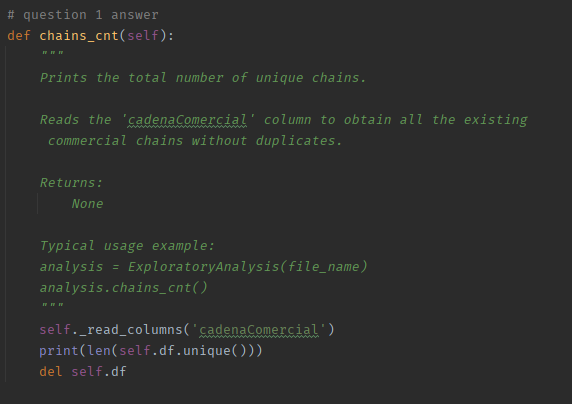 # question 1 answer
def chains_cnt(self):
"""
Prints the total number of unique chains.
Reads the 'cadenaComercial' column to obtain all the existing
commercial chains without duplicates.
Returns:
None
Typical usage example:
analysis = ExploratoryAnalysis(file_name)
analysis.chains_cnt()
"""
self._read_columns('cadenaComercial')
print(len(self.df.unique()))
del self.df